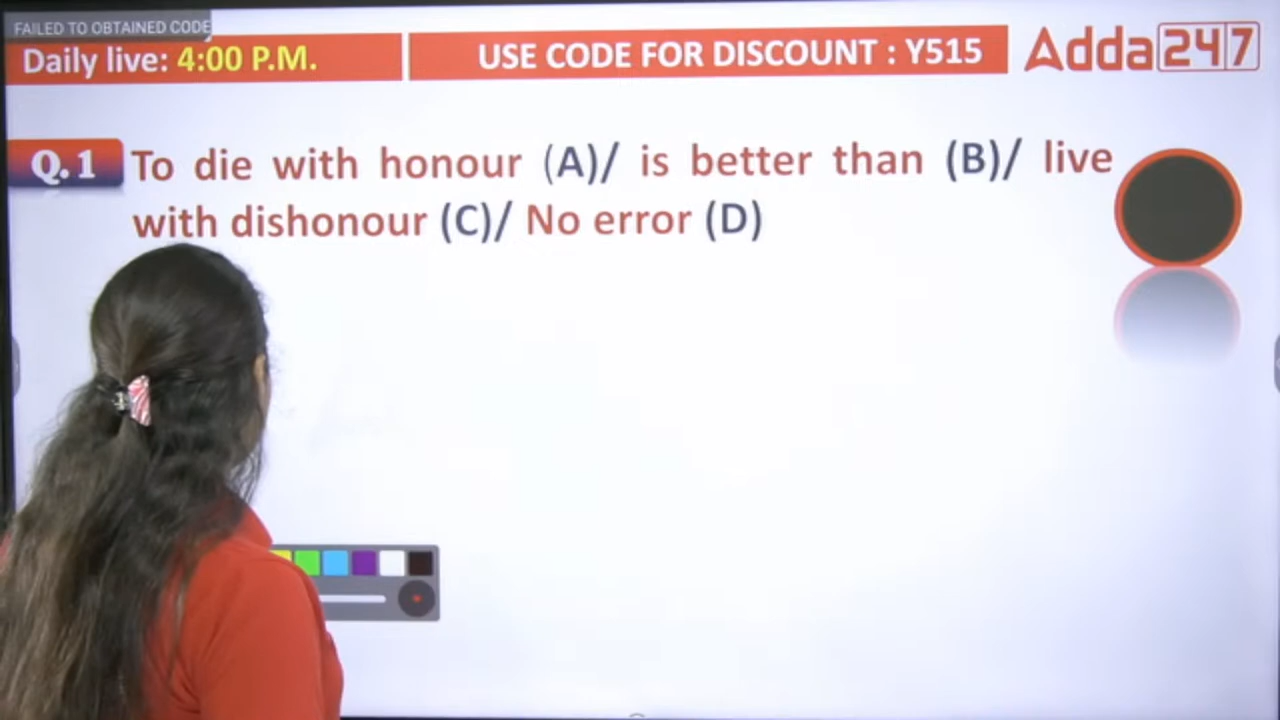 FAILED TO OBTAINED CODE
Daily live: 4:00 P.M.
USE CODE FOR DISCOUNT : Y515
Adda247
Q.1 To die with honour (A)/ is better than (B)/ live
with dishonour (C)/ No error (D)